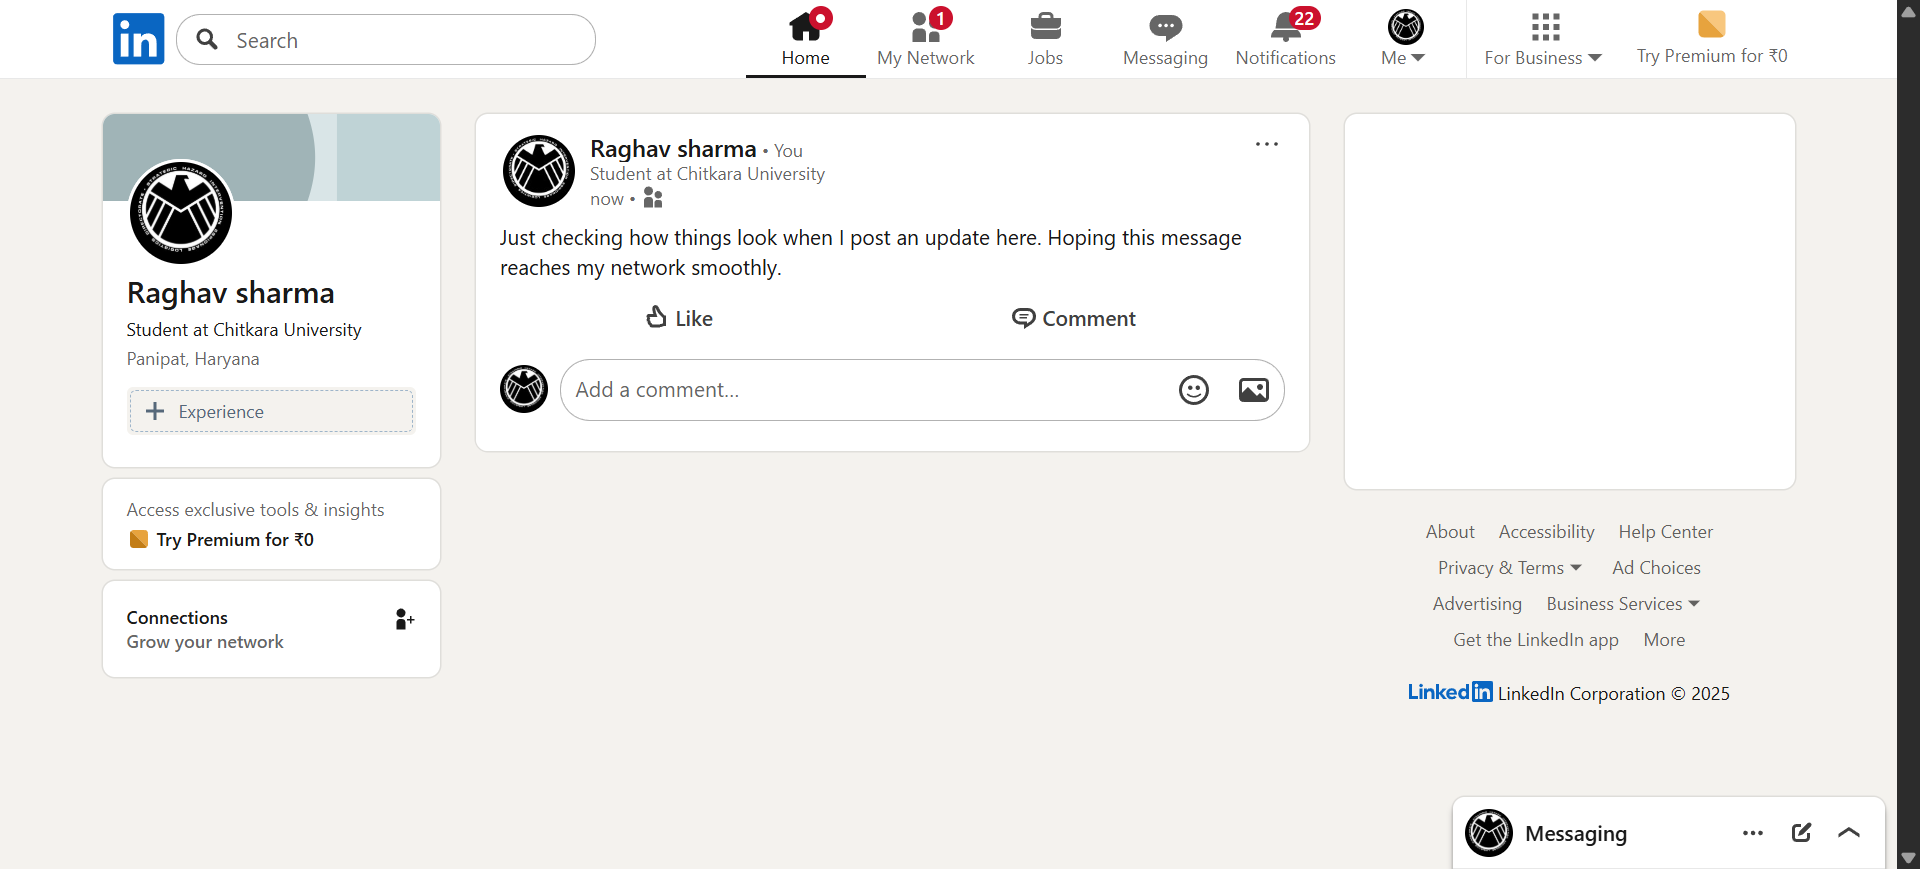 in
Search
Home
1
My Network
Jobs
Messaging
22
Notifications
Me
For Business
Try Premium for ₹0
Raghav sharma
Student at Chitkara University
Panipat, Haryana
Experience
Access exclusive tools & insights
Try Premium for ₹0
Connections
Grow your network
Raghav sharma • You
Student at Chitkara University
now •
Just checking how things look when I post an update here. Hoping this message
reaches my network smoothly.
Like
Comment
Add a comment...
About Accessibility Help Center
Privacy & Terms Ad Choices
Advertising Business Services
Get the LinkedIn app More
LinkedIn LinkedIn Corporation © 2025
Messaging